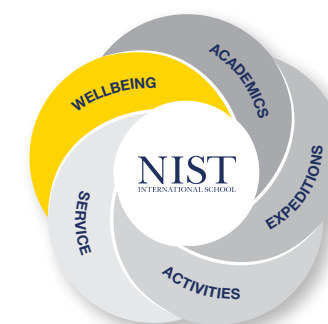 WELLBEING
ACADEMICS
EXPEDITIONS
ACTIVITIES
SERVICE
NIST
INTERNATIONAL SCHOOL